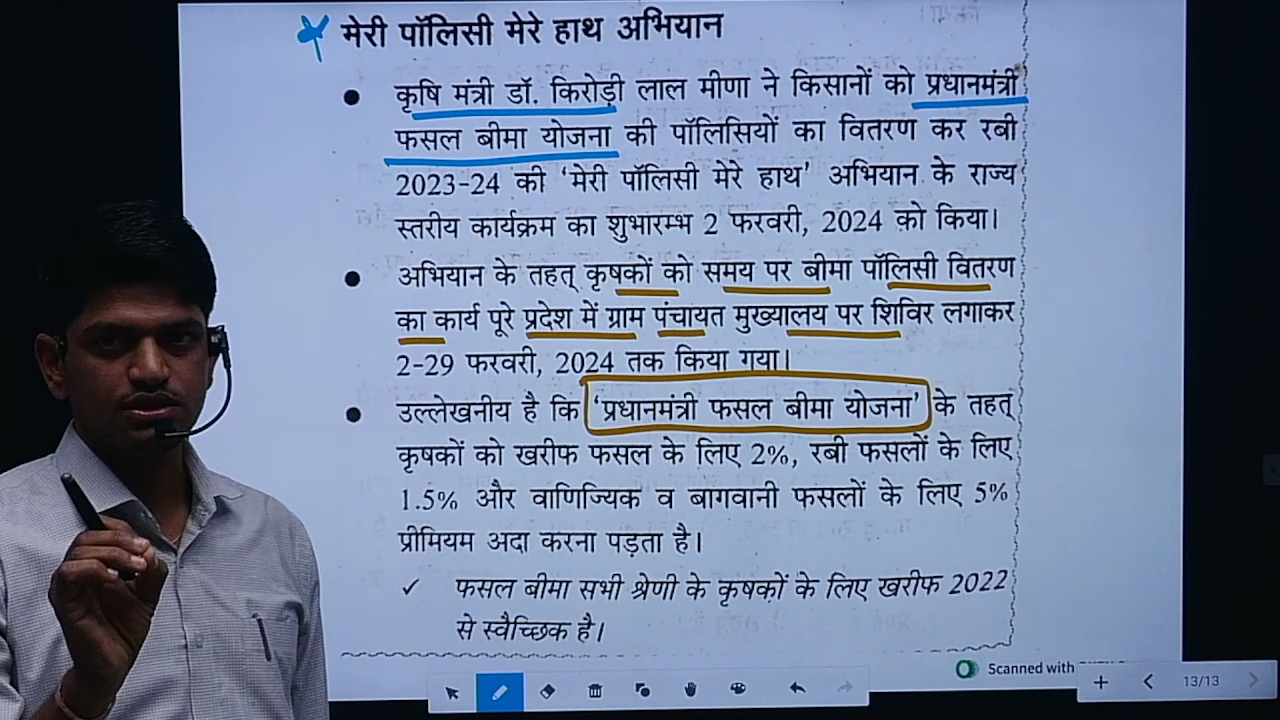 मेरी पॉलिसी मेरे हाथ अभियान
• कृषि मंत्री डॉ. किरोड़ी लाल मीणा ने किसानों को प्रधानमंत्री
फसल बीमा योजना की पॉलिसियों का वितरण कर रबी
2023-24 की 'मेरी पॉलिसी मेरे हाथ' अभियान के राज्य
स्तरीय कार्यक्रम का शुभारम्भ 2 फरवरी, 2024 को किया।
• अभियान के तहत् कृषकों को समय पर बीमा पॉलिसी वितरण
का कार्य पूरे प्रदेश में ग्राम पंचायत मुख्यालय पर शिविर लगाकर
2-29 फरवरी, 2024 तक किया गया।
• उल्लेखनीय है कि 'प्रधानमंत्री फसल बीमा योजना' के तहत्
कृषकों को खरीफ फसल के लिए 2%, रबी फसलों के लिए
1.5% और वाणिज्यिक व बागवानी फसलों के लिए 5%
प्रीमियम अदा करना पड़ता है।
✓ फसल बीमा सभी श्रेणी के कृषकों के लिए खरीफ 2022
से स्वैच्छिक है।
Scanned with
13/13